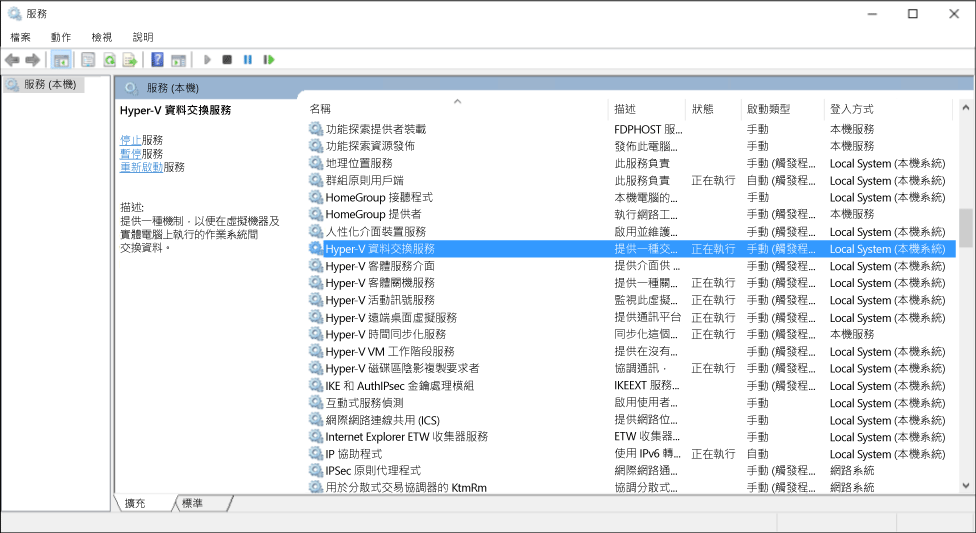 服務
檔案 動作 檢視 說明
服務 (本機)
服務 (本機)
Hyper-V 資料交換服務
停止服務
暫停服務
重新啟動服務
描述:
提供一種機制，以便在虛擬機器及
實體電腦上執行的作業系統間
交換資料。
名稱 描述 狀態 啟動類型 登入方式
功能探索提供者裝載 FDPHOST 服... 手動 本機服務
功能探索資源發佈 發佈此電腦... 手動 本機服務
地理位置服務 此服務負責 手動 (觸發程... Local System (本機系統)
群組原則用戶端 此服務負責 正在執行 自動 (觸發程... Local System (本機系統)
HomeGroup 接聽程式 本機電腦的... 手動 Local System (本機系統)
HomeGroup 提供者 執行網路工... 手動 (觸發程... 本機服務
人性化介面裝置服務 啟用並維護... 手動 (觸發程... Local System (本機系統)
Hyper-V 資料交換服務 提供一種交... 正在執行 手動 (觸發程... Local System (本機系統)
Hyper-V 客體服務介面 提供介面供 ... 手動 (觸發程... Local System (本機系統)
Hyper-V 客體關機服務 提供一種關... 正在執行 手動 (觸發程... Local System (本機系統)
Hyper-V 活動訊號服務 監視此虛擬... 正在執行 手動 (觸發程... Local System (本機系統)
Hyper-V 遠端桌面虛擬服務 提供通訊平台 正在執行 手動 (觸發程... Local System (本機系統)
Hyper-V 時間同步化服務 同步化這個... 正在執行 手動 (觸發程... 本機服務
Hyper-V VM 工作階段服務 提供在沒有... 手動 (觸發程... Local System (本機系統)
Hyper-V 磁碟區陰影複製要求者 協調通訊， 正在執行 手動 (觸發程... Local System (本機系統)
IKE 和 AuthIPsec 金鑰處理模組 IKEEXT 服務... 手動 (觸發程... Local System (本機系統)
互動式服務偵測 啟用使用者... 手動 Local System (本機系統)
網際網路連線共用 (ICS) 提供網路位... 手動 Local System (本機系統)
Internet Explorer ETW 收集器服務 ETW 收集器... 手動 Local System (本機系統)
IP 協助程式 使用 IPv6 轉... 正在執行 自動 Local System (本機系統)
IPSec 原則代理程式 網際網路通... 手動 (觸發程... 網路系統
用於分散式交易協調器的 KtmRm 協調分散式... 手動 (觸發程... 網路系統
擴充 標準